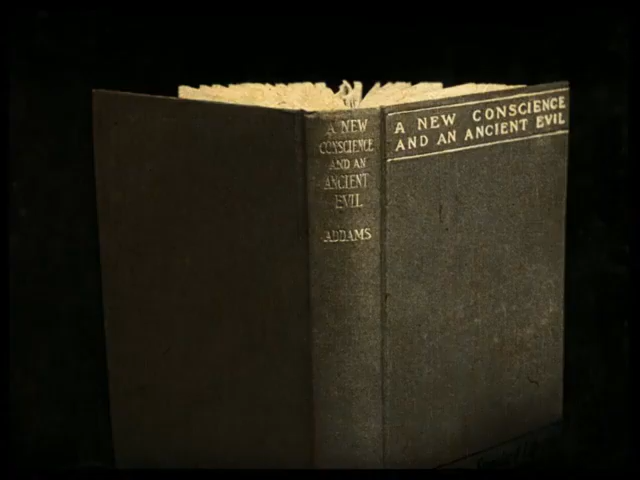 A NEW
CONSCIENCE
AND AN
ANCIENT
EVIL
ADDAMS
A NEW CONSCIENCE
AND AN ANCIENT EVIL